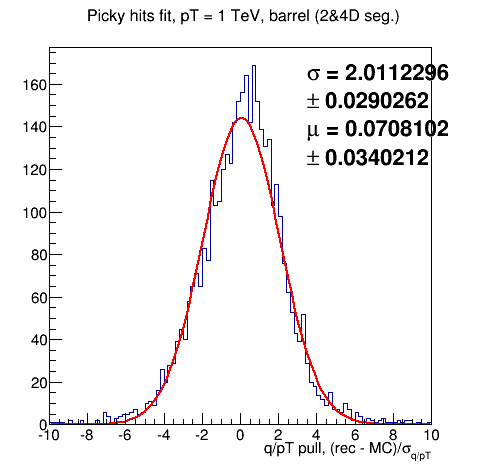 Picky hits fit, pT = 1 TeV, barrel (2&4D seg.)
σ = 2.0112296
± 0.0290262
μ = 0.0708102
± 0.0340212
160
140
120
100
80
60
40
20
0
-10 -8 -6 -4 -2 0 2 4 6 8 10
q/pT pull, (rec - MC)/σq/pT